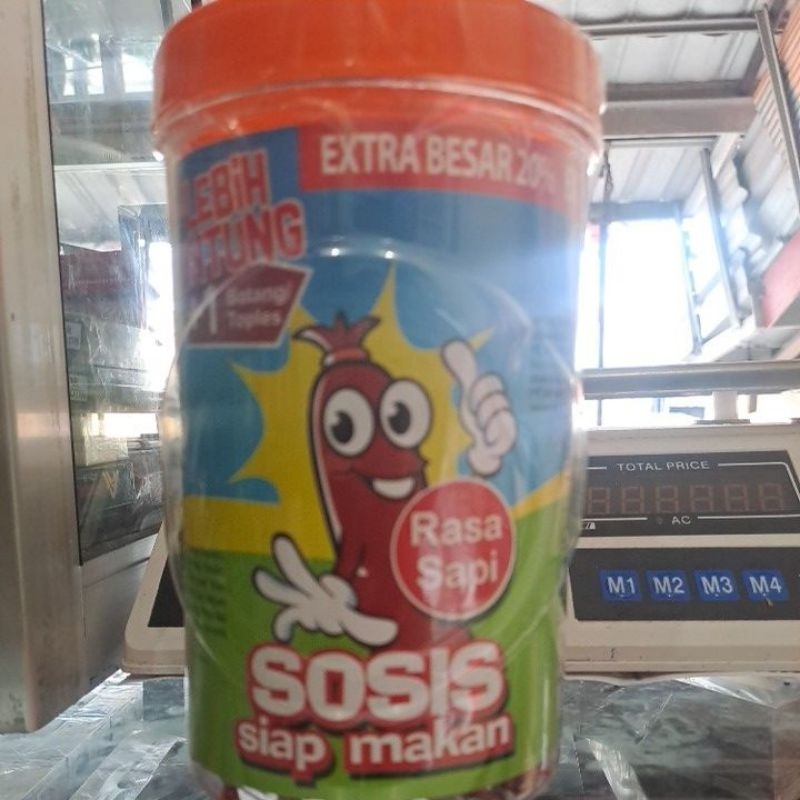 EXTRA BESAR 20%
LEBIH
UNTUNG
Batang/
Toples
Rasa
Sapi
SOSIS
siap makan
TOTAL PRICE
AC
M1 M2 M3 M4